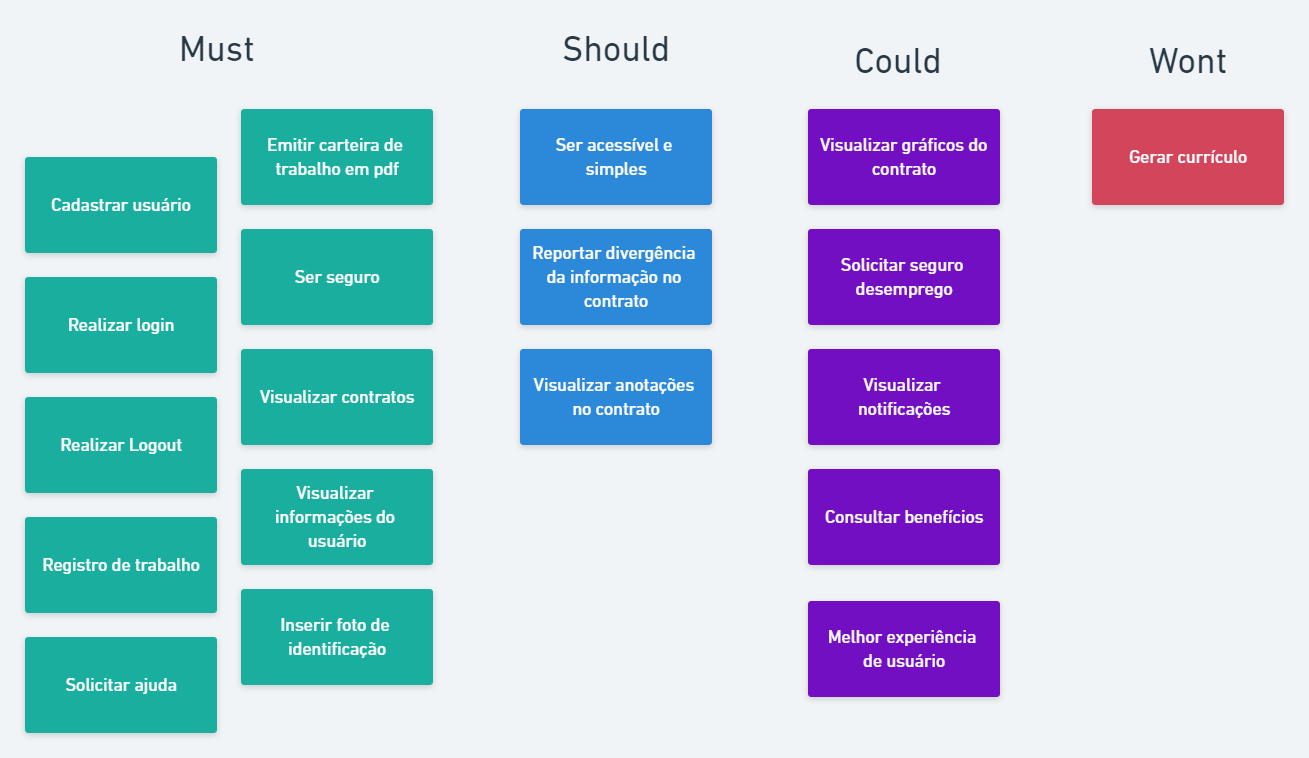 Must
Cadastrar usuário
Realizar login
Realizar Logout
Registro de trabalho
Solicitar ajuda
Emitir carteira de
trabalho em pdf
Ser seguro
Visualizar contratos
Visualizar
informações do
usuário
Inserir foto de
identificação
Should
Ser acessível e
simples
Reportar divergência
da informação no
contrato
Visualizar anotações
no contrato
Could
Visualizar gráficos do
contrato
Solicitar seguro
desemprego
Visualizar
notificações
Consultar benefícios
Melhor experiência
de usuário
Wont
Gerar currículo